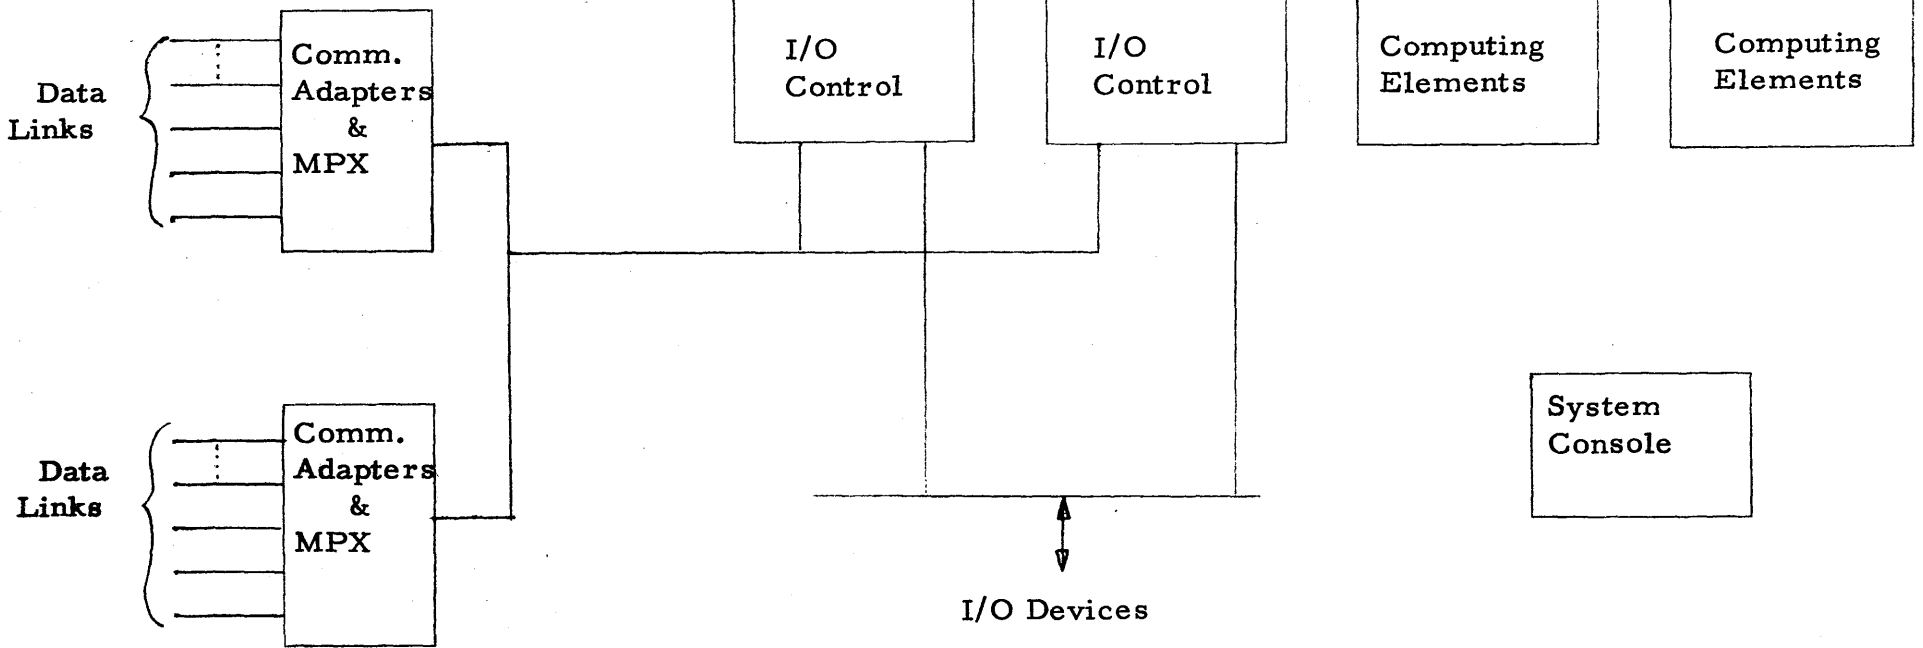 Data
Links
Comm.
Adapters
&
MPX
I/O
Control
I/O
Control
Computing
Elements
Computing
Elements
Data
Links
Comm.
Adapters
&
MPX
System
Console
I/O Devices